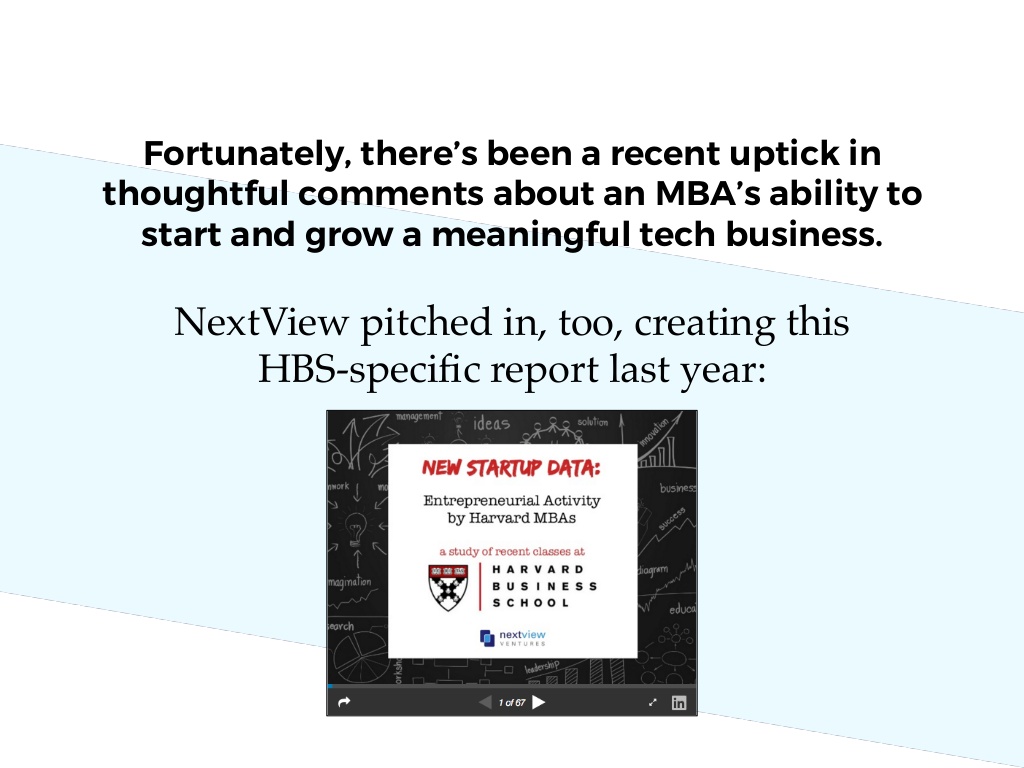 Fortunately, there’s been a recent uptick in
thoughtful comments about an MBA’s ability to
start and grow a meaningful tech business.
NextView pitched in, too, creating this
HBS-specific report last year:
management
ideas
solution
innovation
NEW STARTUP DATA:
Entrepreneurial Activity
by Harvard MBAs
business
success
a study of recent classes at
HARVARD
BUSINESS
SCHOOL
diagram
magination
educa
earch
nextview
VENTURES
leadership
1 of 67
in